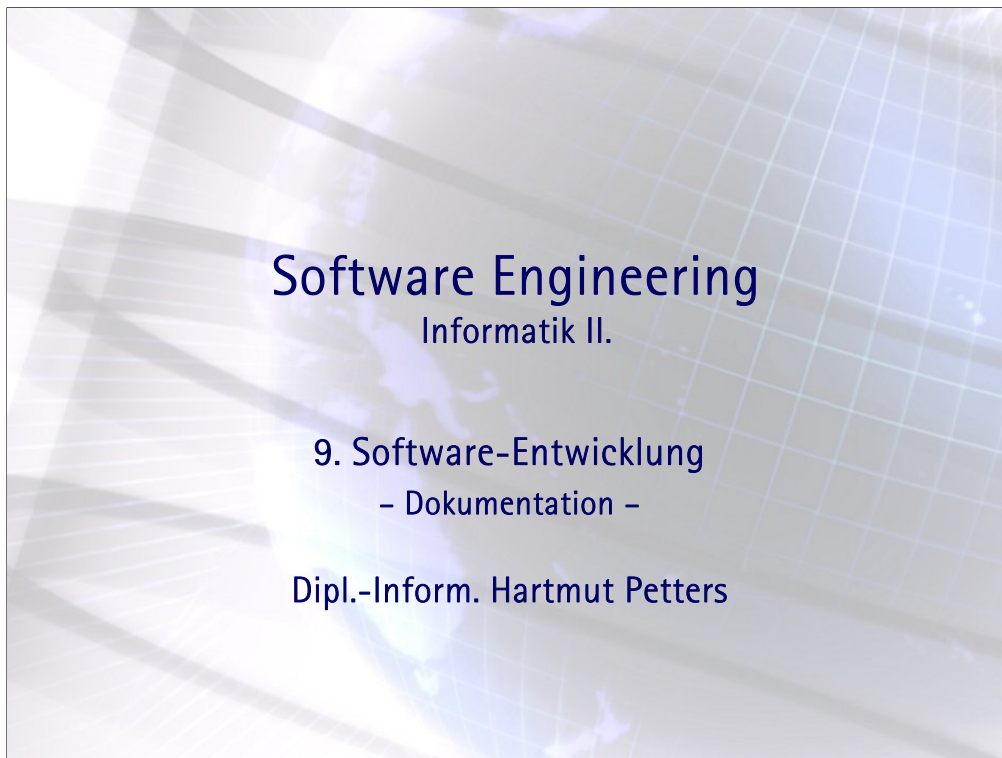 Software Engineering
Informatik II.
9. Software-Entwicklung
– Dokumentation –
Dipl.-Inform. Hartmut Petters